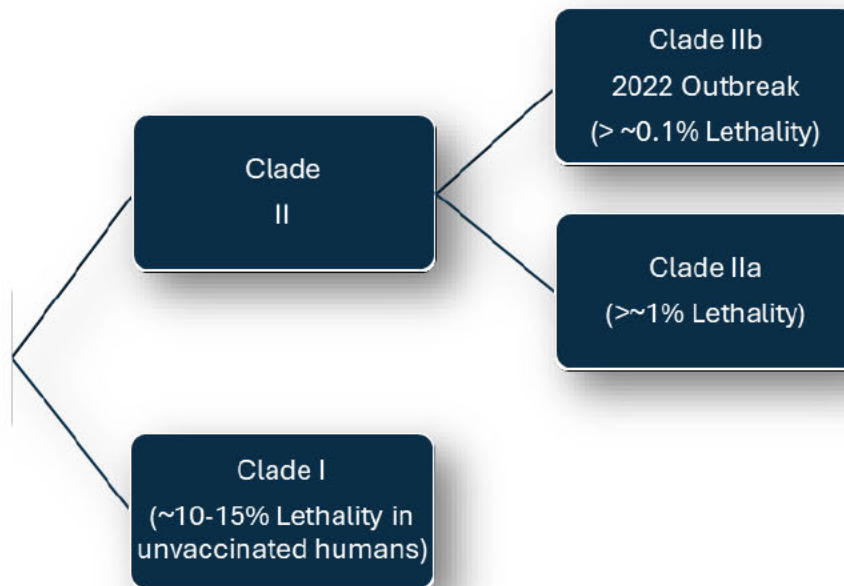 Clade IIb
2022 Outbreak
(> ~0.1% Lethality)
Clade
II
Clade IIa
(>~1% Lethality)
Clade I
(~10-15% Lethality in
unvaccinated humans)